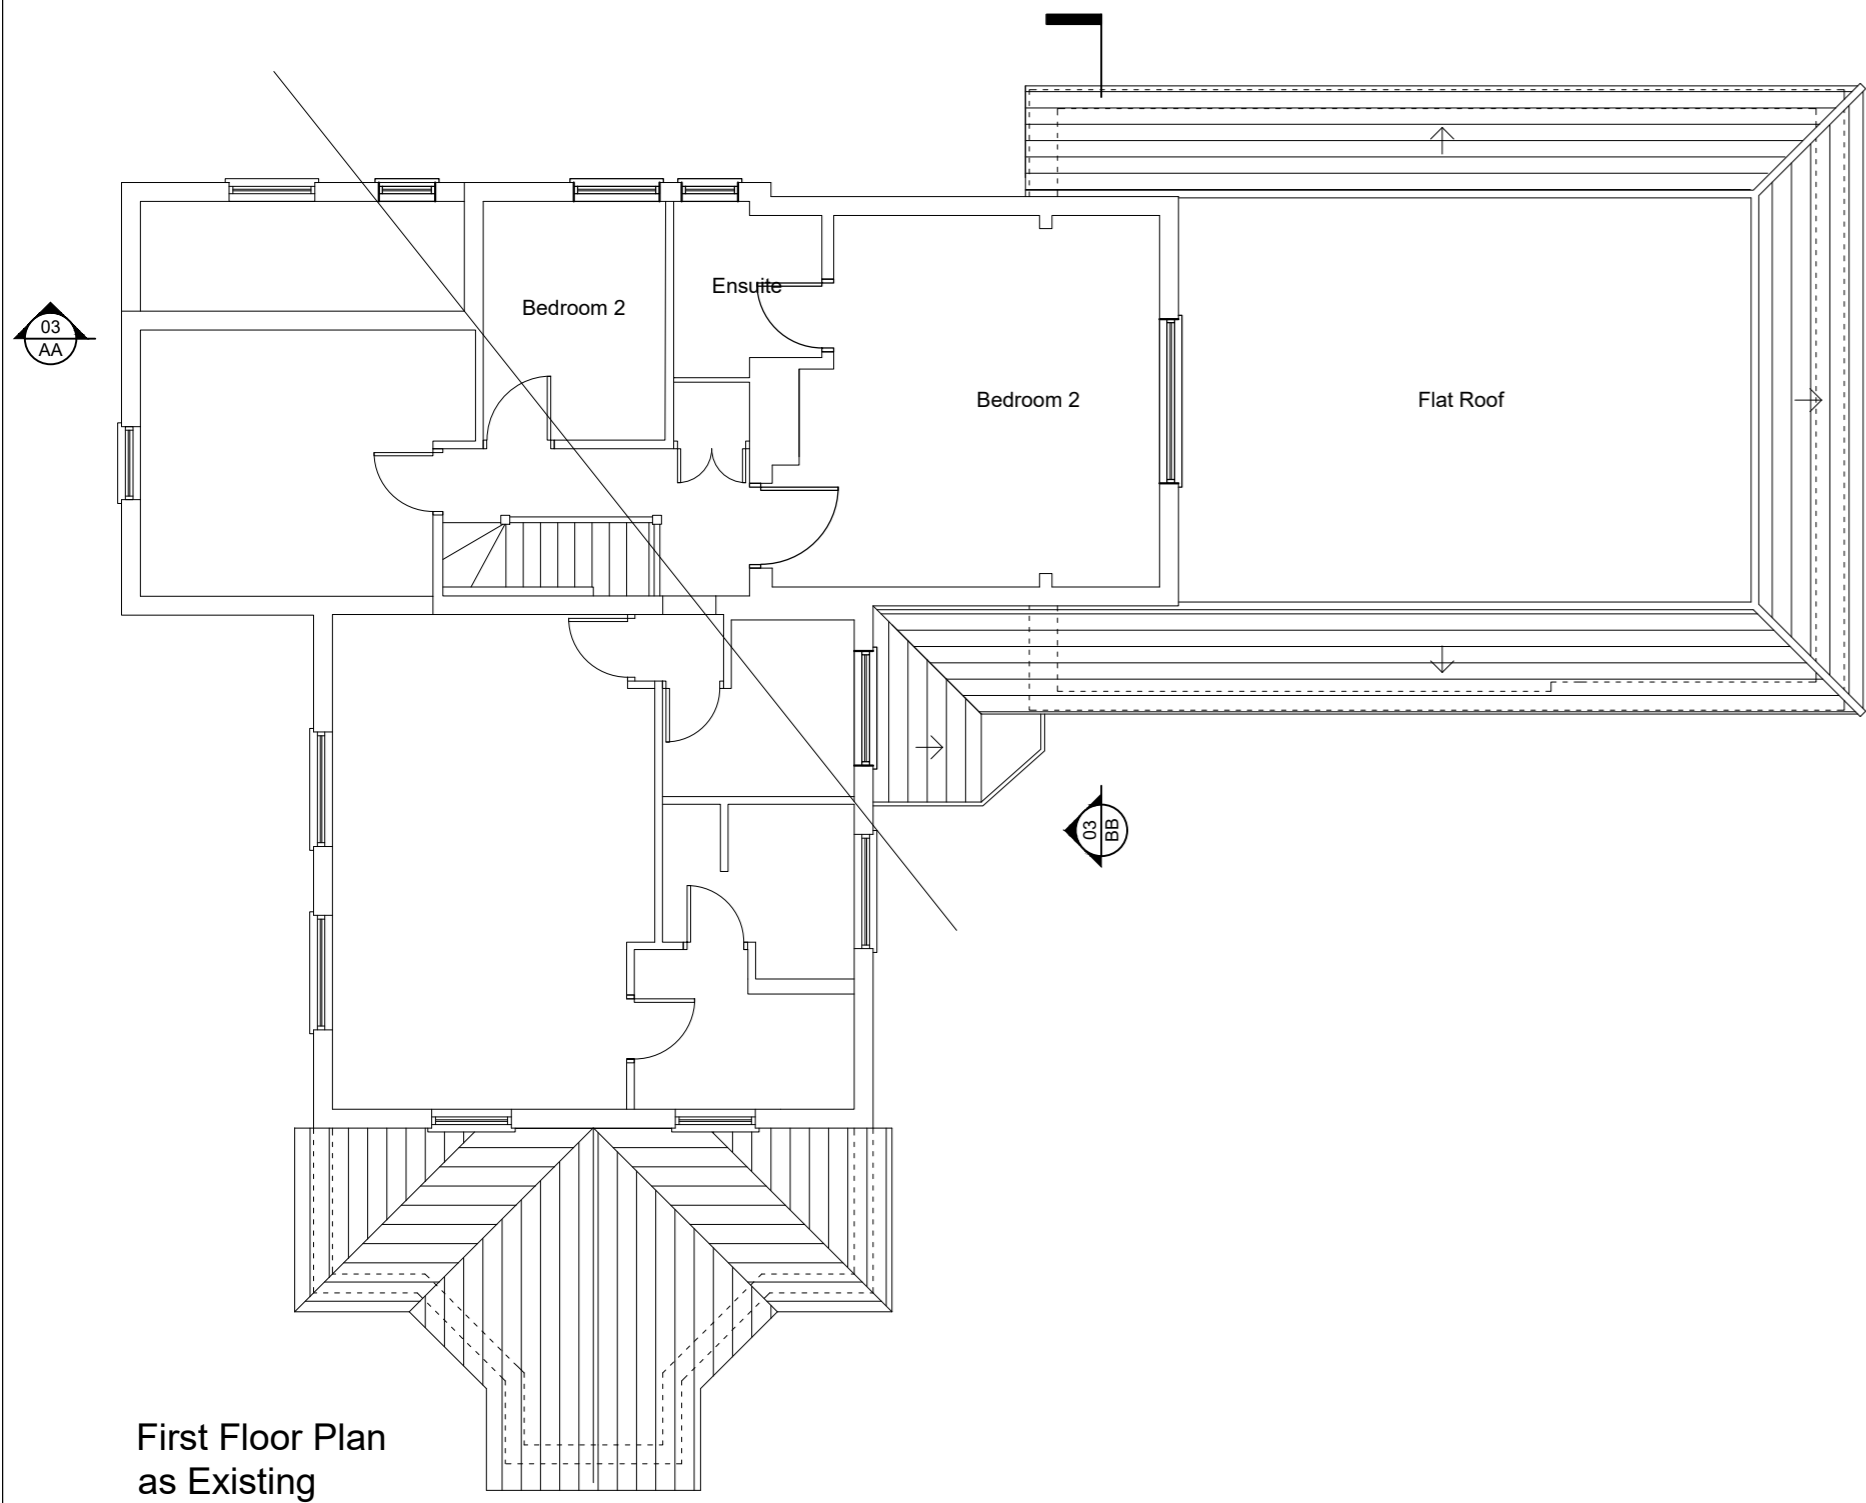 Ensuite
Bedroom 2
03
AA
Bedroom 2
Flat Roof
03
BB
First Floor Plan
as Existing